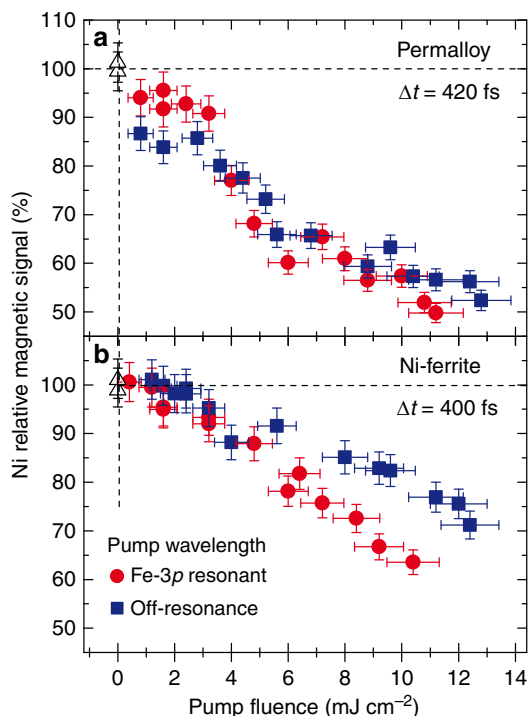 a
Permalloy
Δt = 420 fs
100
90
80
70
60
50
Ni relative magnetic signal (%)
b
Ni-ferrite
Δt = 400 fs
100
90
80
70
60
50
Pump wavelength
Fe-3p resonant
Off-resonance
0 2 4 6 8 10 12 14
Pump fluence (mJ cm⁻²)